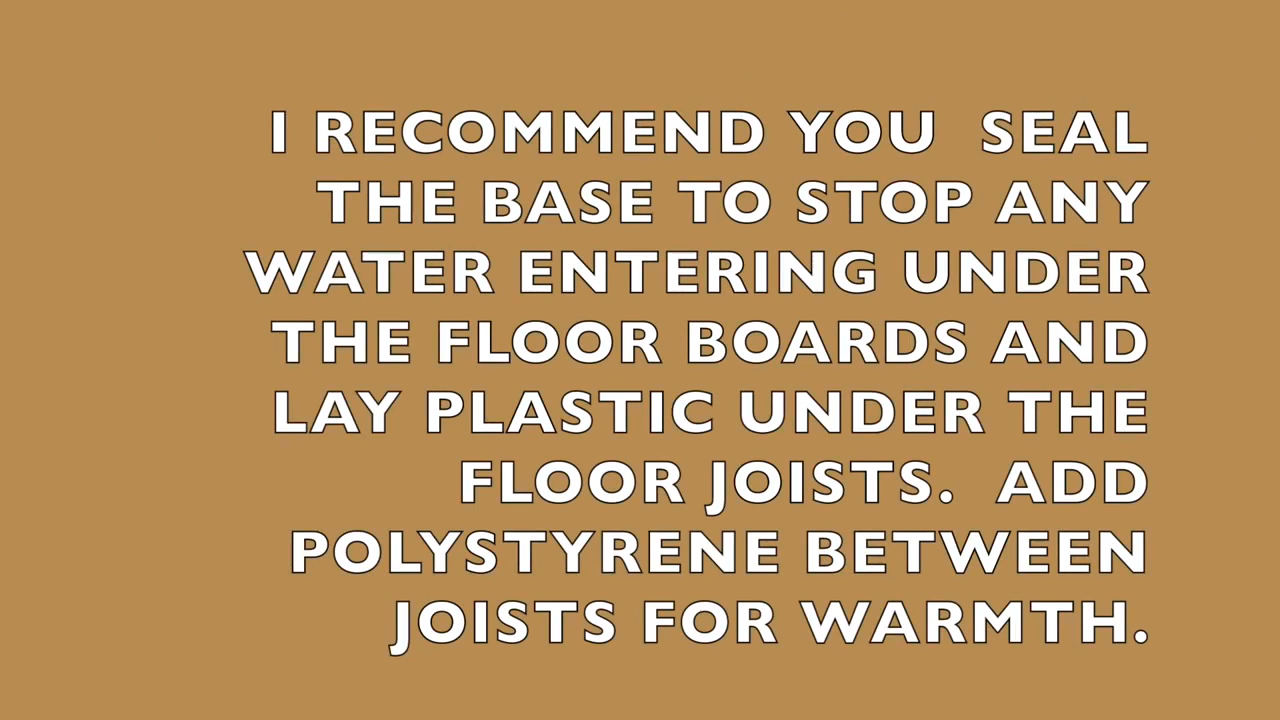 I RECOMMEND YOU  SEAL
THE BASE TO STOP ANY
WATER ENTERING UNDER
THE FLOOR BOARDS AND
LAY PLASTIC UNDER THE
FLOOR JOISTS.  ADD
POLYSTYRENE BETWEEN
JOISTS FOR WARMTH.